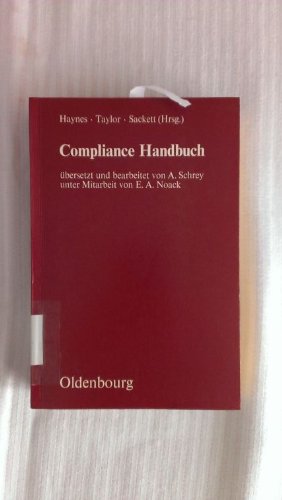 Haynes · Taylor · Sackett (Hrsg.)
Compliance Handbuch
übersetzt und bearbeitet von A. Schrey
unter Mitarbeit von E. A. Noack
Oldenbourg